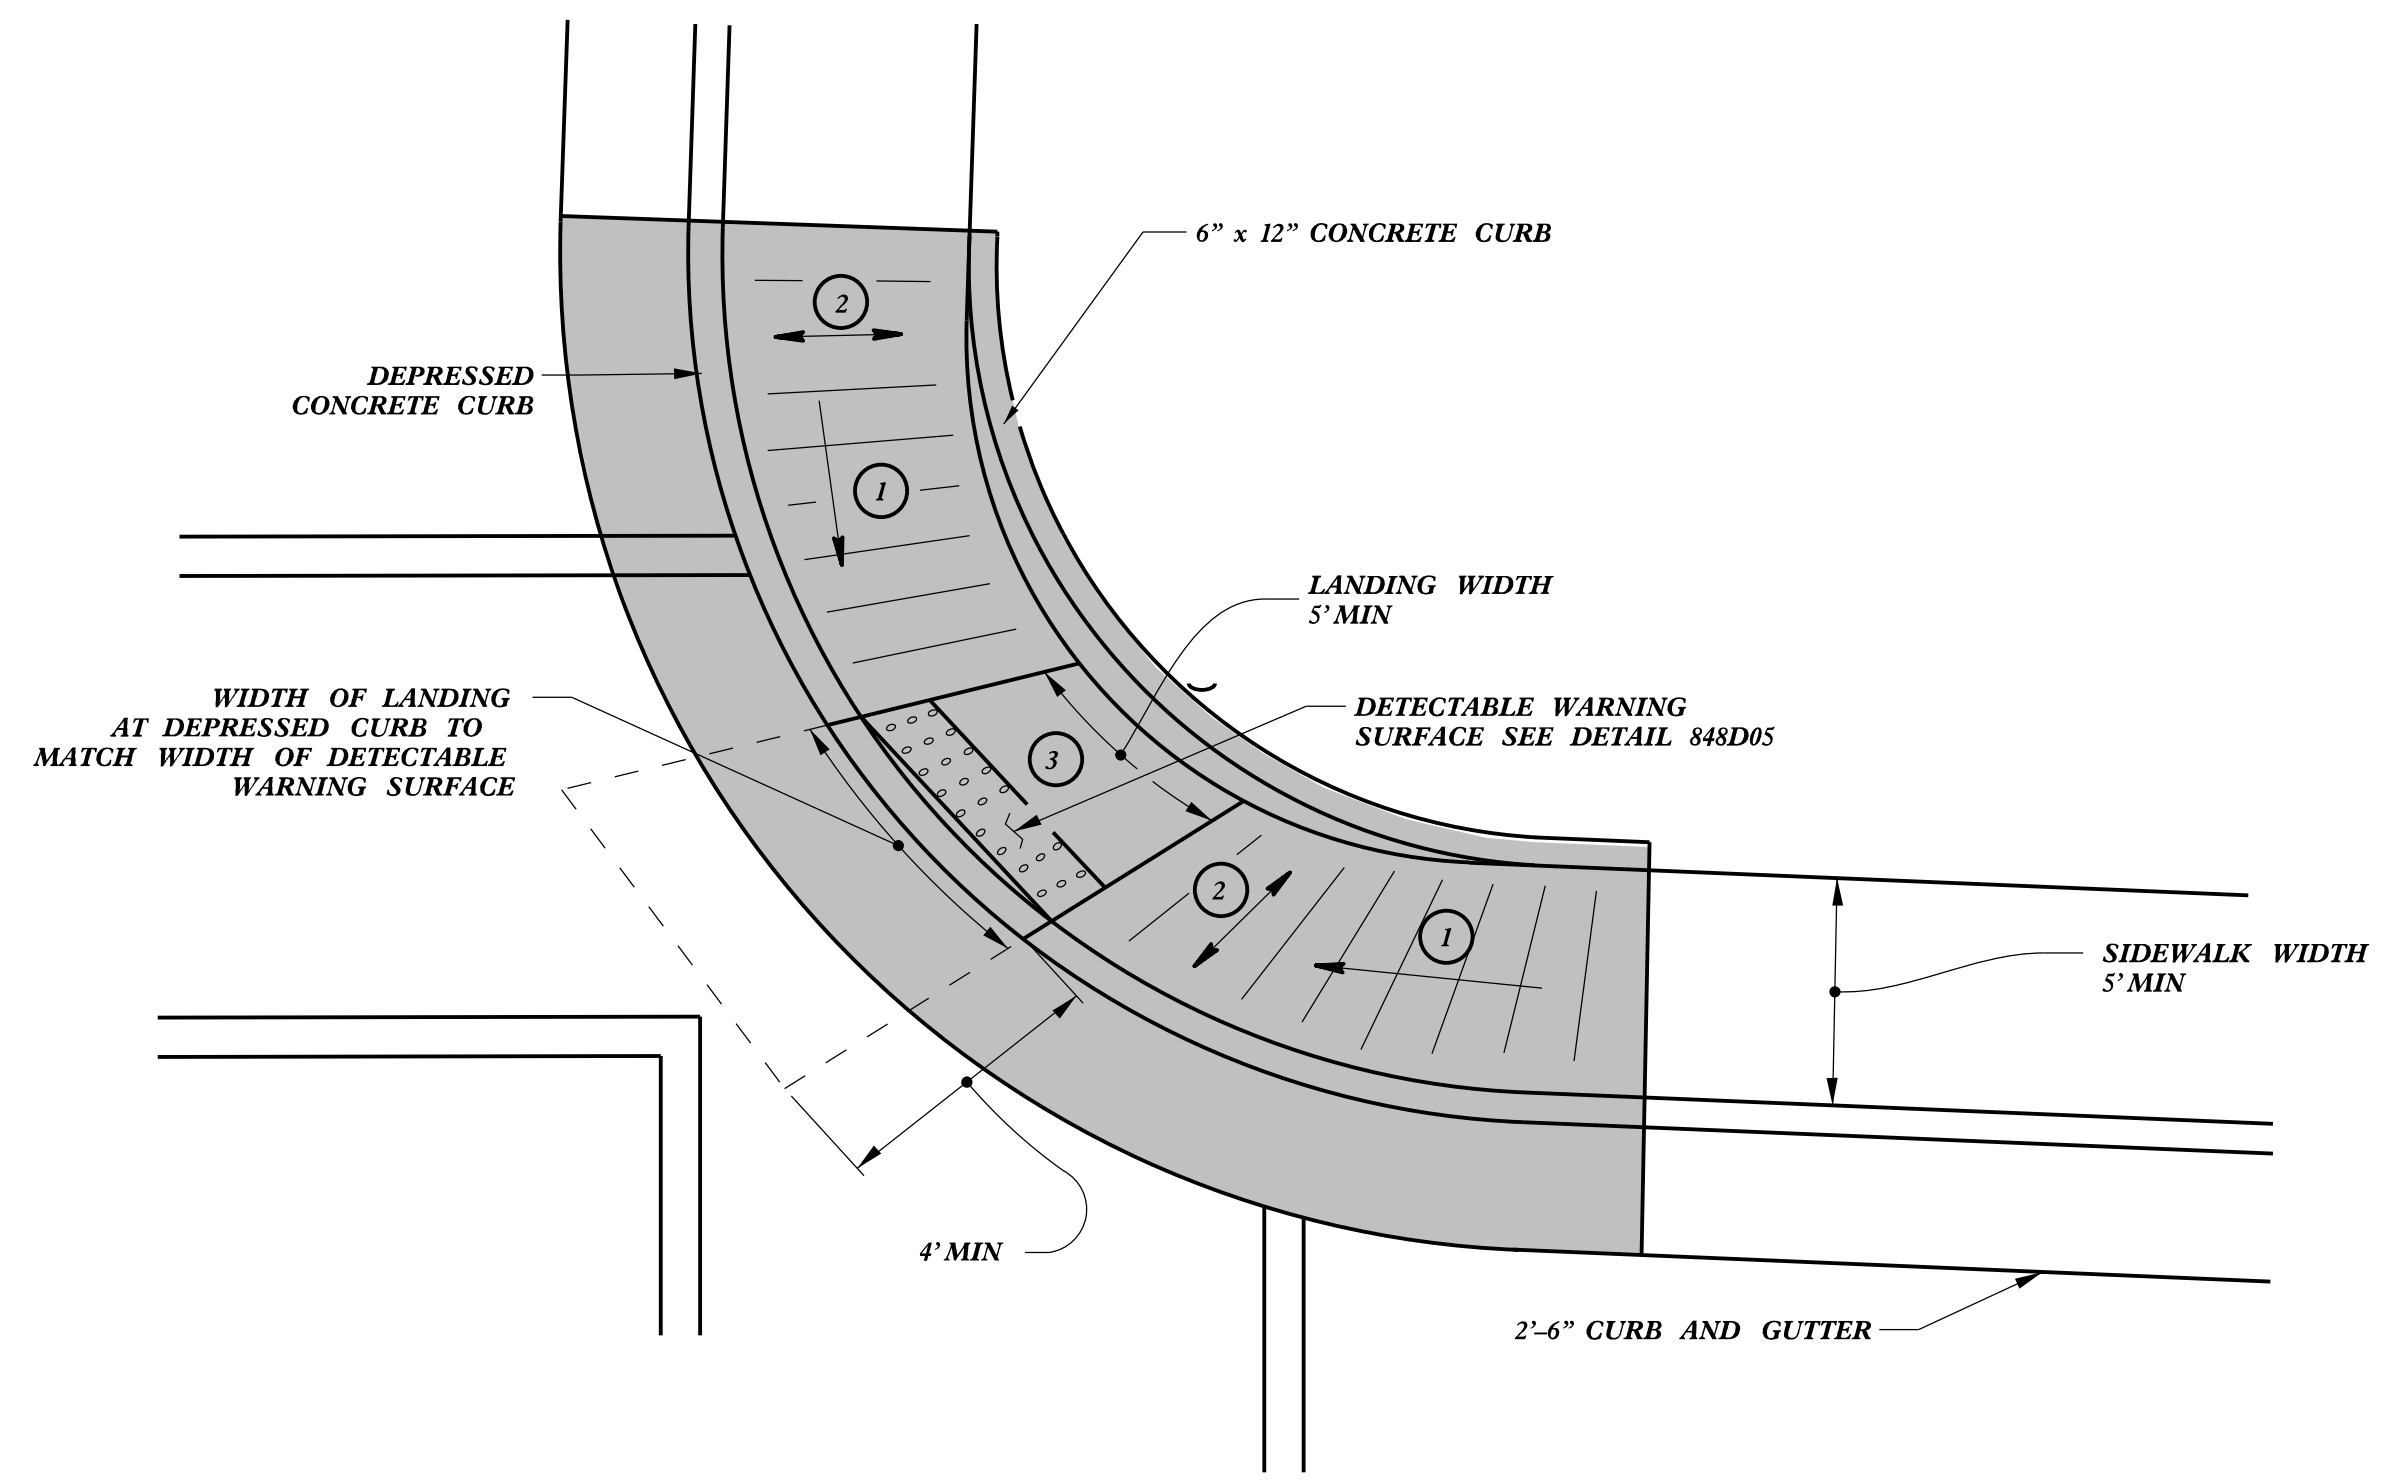 6” x 12” CONCRETE CURB
2
DEPRESSED
CONCRETE CURB
1
LANDING WIDTH
5’ MIN
WIDTH OF LANDING
AT DEPRESSED CURB TO
MATCH WIDTH OF DETECTABLE
WARNING SURFACE
DETECTABLE WARNING
SURFACE SEE DETAIL 848D05
3
2
1
SIDEWALK WIDTH
5’ MIN
4’ MIN
2’–6” CURB AND GUTTER